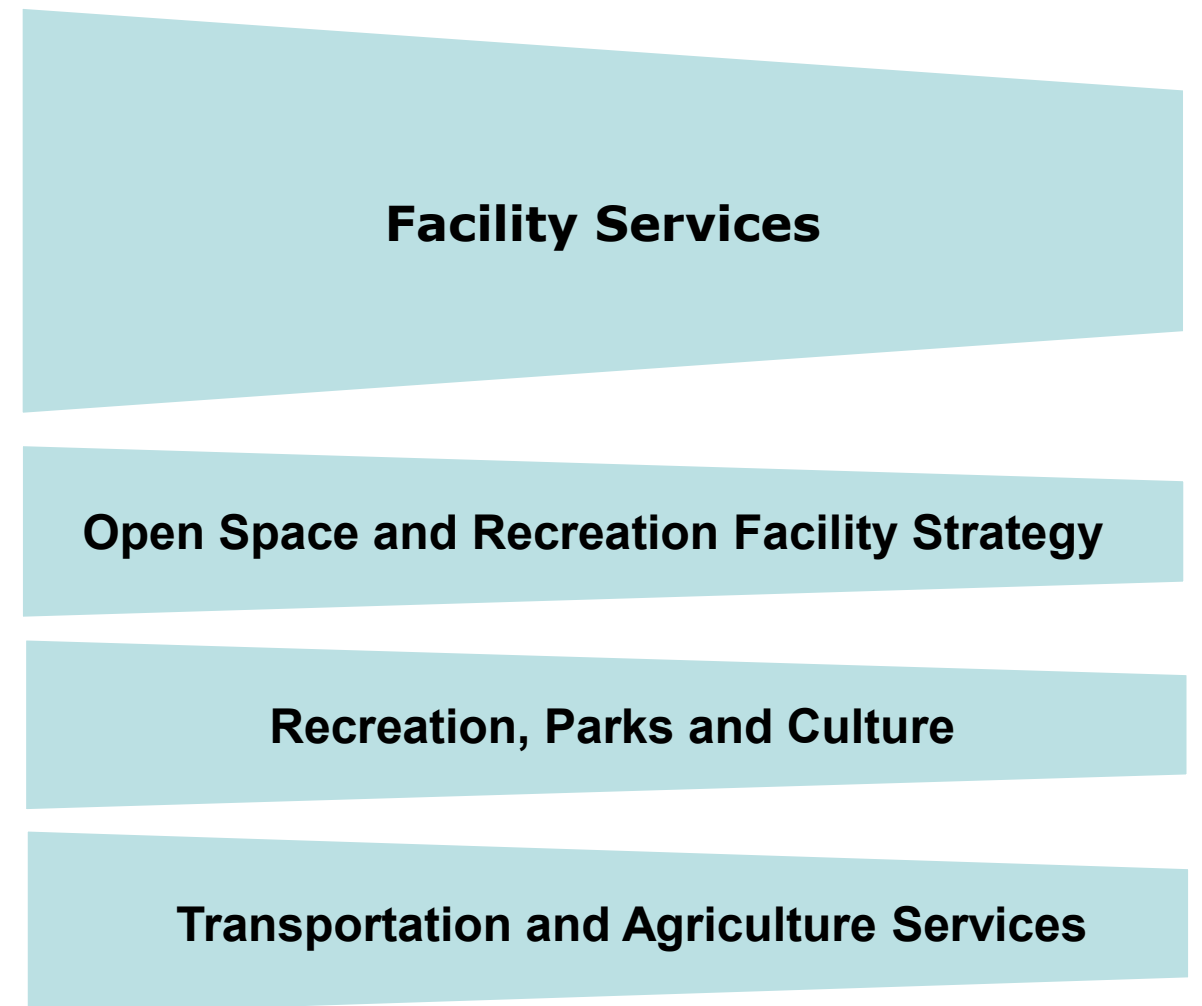 Facility Services
Open Space and Recreation Facility Strategy
Recreation, Parks and Culture
Transportation and Agriculture Services